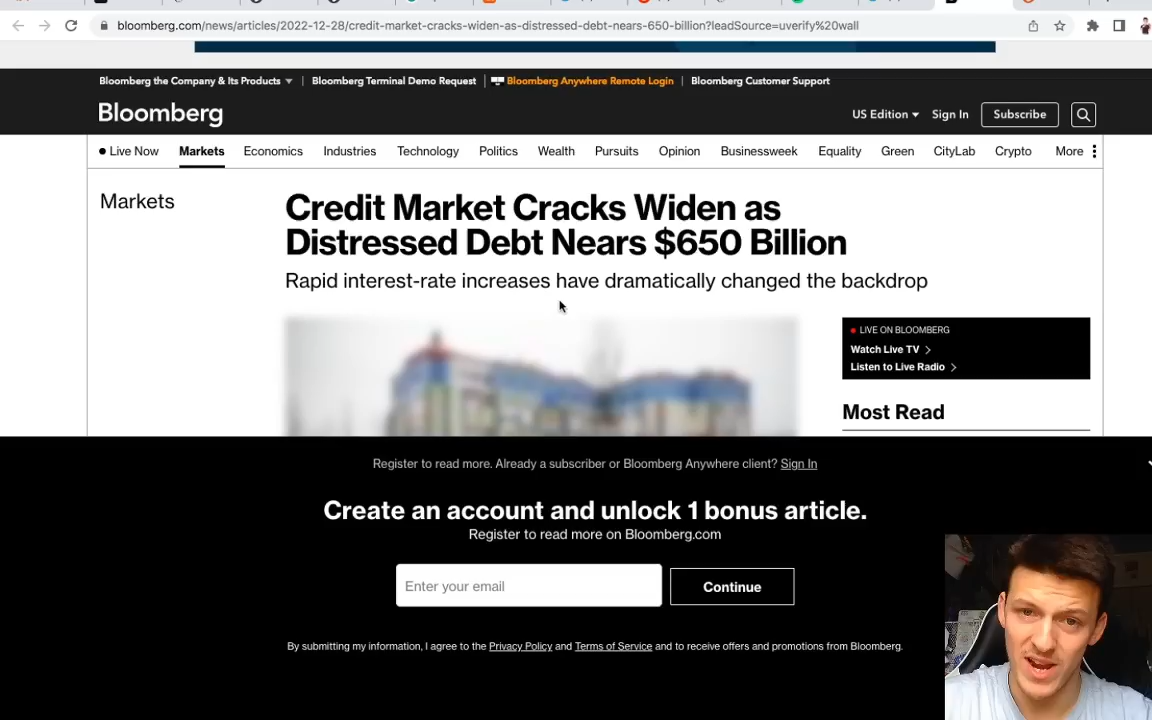 bloomberg.com/news/articles/2022-12-28/credit-market-cracks-widen-as-distressed-debt-nears-650-billion?leadSource=uverify%20wall
Bloomberg the Company & Its Products | Bloomberg Terminal Demo Request | Bloomberg Anywhere Remote Login | Bloomberg Customer Support
Bloomberg
US Edition Sign In Subscribe
Live Now Markets Economics Industries Technology Politics Wealth Pursuits Opinion Businessweek Equality Green CityLab Crypto More
Markets
Credit Market Cracks Widen as
Distressed Debt Nears $650 Billion
Rapid interest-rate increases have dramatically changed the backdrop
LIVE ON BLOOMBERG
Watch Live TV
Listen to Live Radio
Most Read
Register to read more. Already a subscriber or Bloomberg Anywhere client? Sign In
Create an account and unlock 1 bonus article.
Register to read more on Bloomberg.com
Enter your email
Continue
By submitting my information, I agree to the Privacy Policy and Terms of Service and to receive offers and promotions from Bloomberg.